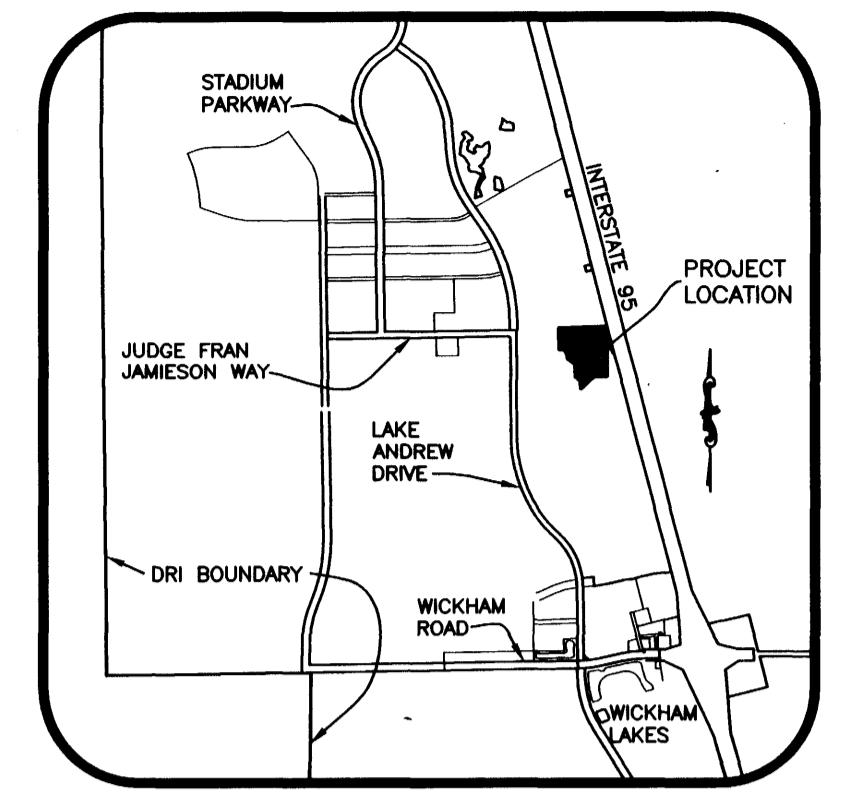 STADIUM
PARKWAY
INTERSTATE 95
PROJECT
LOCATION
JUDGE FRAN
JAMIESON WAY
LAKE
ANDREW
DRIVE
DRI BOUNDARY
WICKHAM
ROAD
WICKHAM
LAKES